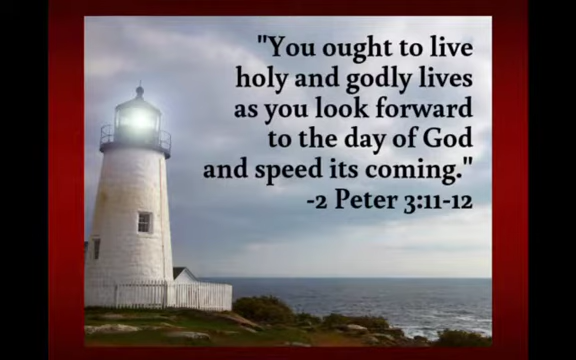 "You ought to live
holy and godly lives
as you look forward
to the day of God
and speed its coming."
-2 Peter 3:11-12